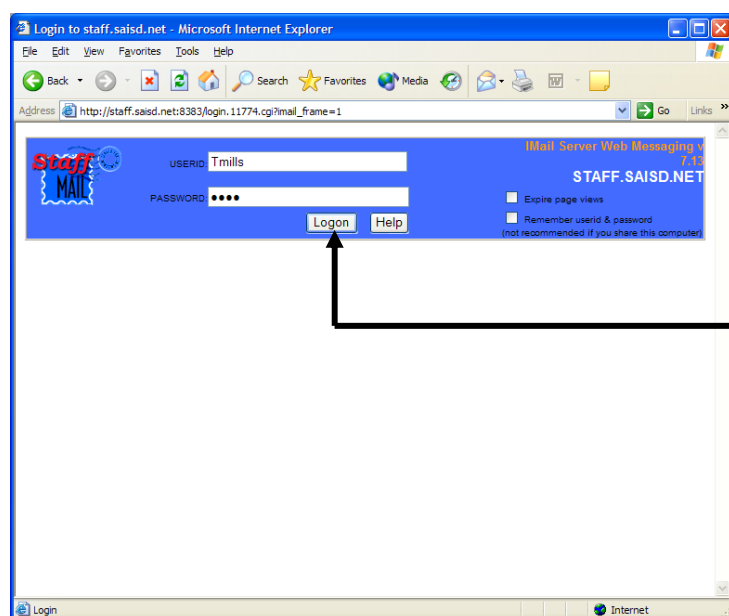 Login to staff.saisd.net - Microsoft Internet Explorer
File Edit View Favorites Tools Help
Back Search Favorites Media
Address http://staff.saisd.net:8383/login.11774.cgi?imail_frame=1 Go Links »
Staff
MAIL
USERID: Tmills
PASSWORD: ●●●●
Logon Help
IMail Server Web Messaging v
7.13
STAFF.SAISD.NET
Expire page views
Remember userid & password
(not recommended if you share this computer)
Login Internet